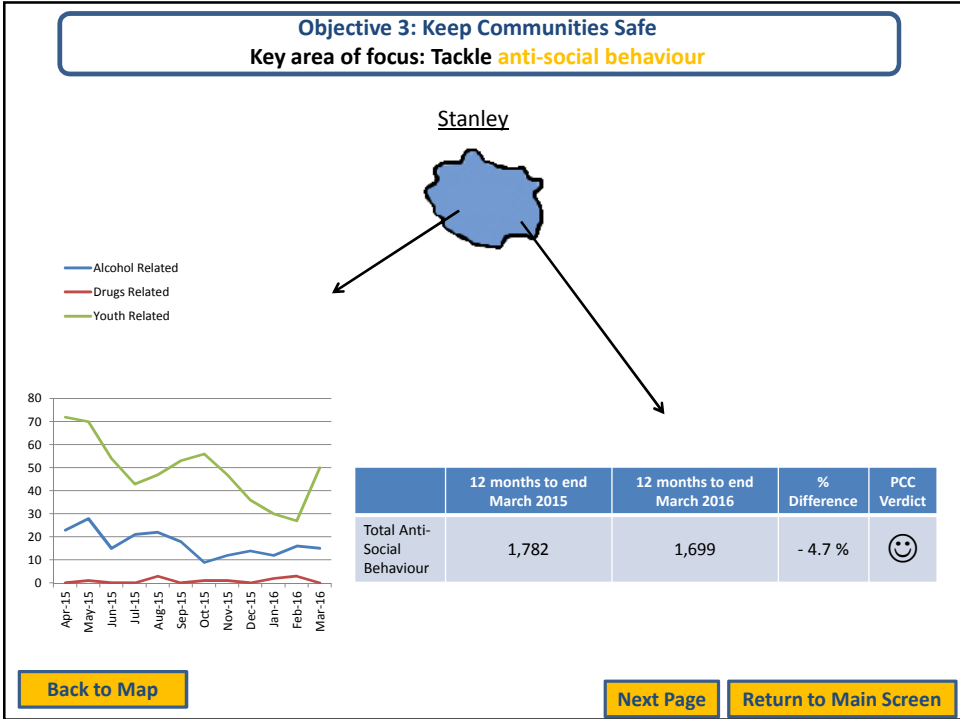 Objective 3: Keep Communities Safe
Key area of focus: Tackle anti-social behaviour
Stanley
Alcohol Related
Drugs Related
Youth Related
80
70
60
50
40
30
20
10
0
Apr-15
May-15
Jun-15
Jul-15
Aug-15
Sep-15
Oct-15
Nov-15
Dec-15
Jan-16
Feb-16
Mar-16
12 months to end
March 2015
12 months to end
March 2016
%
Difference
PCC
Verdict
Total Anti-
Social
Behaviour
1,782
1,699
- 4.7 %
Back to Map
Next Page
Return to Main Screen